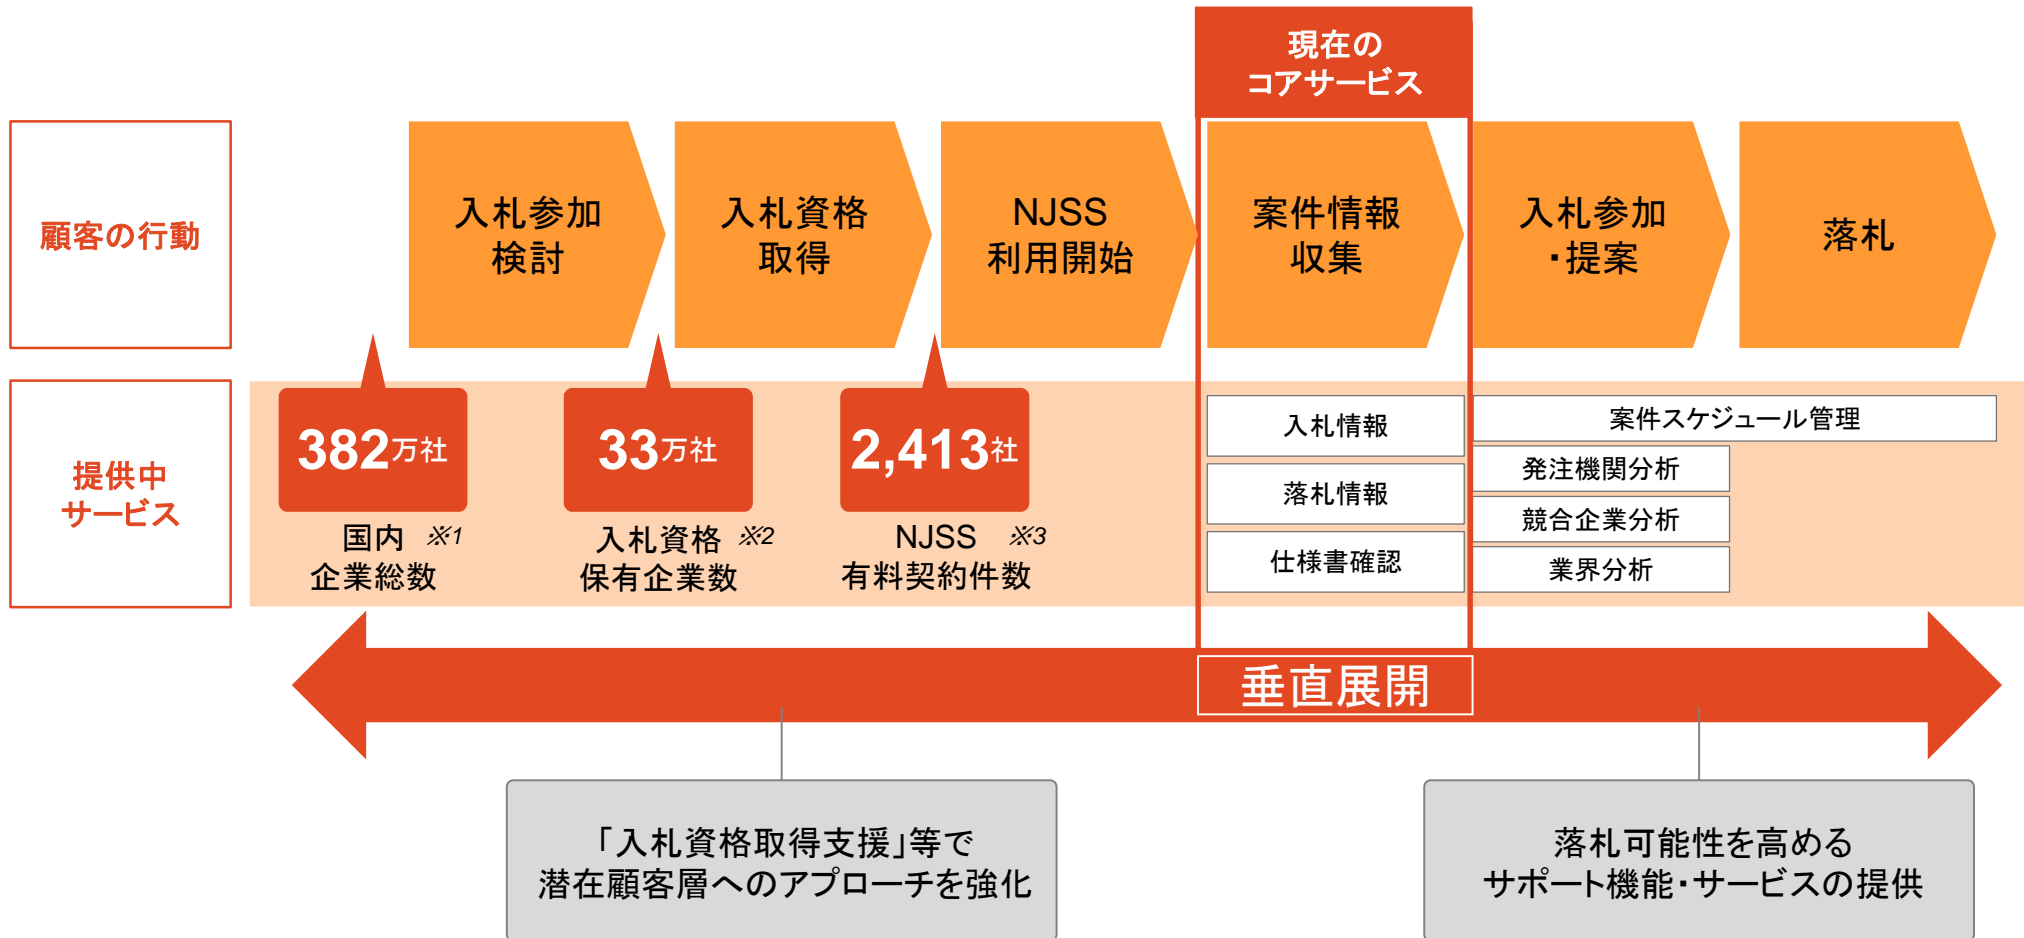 現在の
コアサービス
顧客の行動
入札参加
検討
入札資格
取得
NJSS
利用開始
案件情報
収集
入札参加
・提案
落札
提供中
サービス
382万社
国内 ※1
企業総数
33万社
入札資格 ※2
保有企業数
2,413社
NJSS ※3
有料契約件数
入札情報
落札情報
仕様書確認
案件スケジュール管理
発注機関分析
競合企業分析
業界分析
垂直展開
「入札資格取得支援」等で
潜在顧客層へのアプローチを強化
落札可能性を高める
サポート機能・サービスの提供